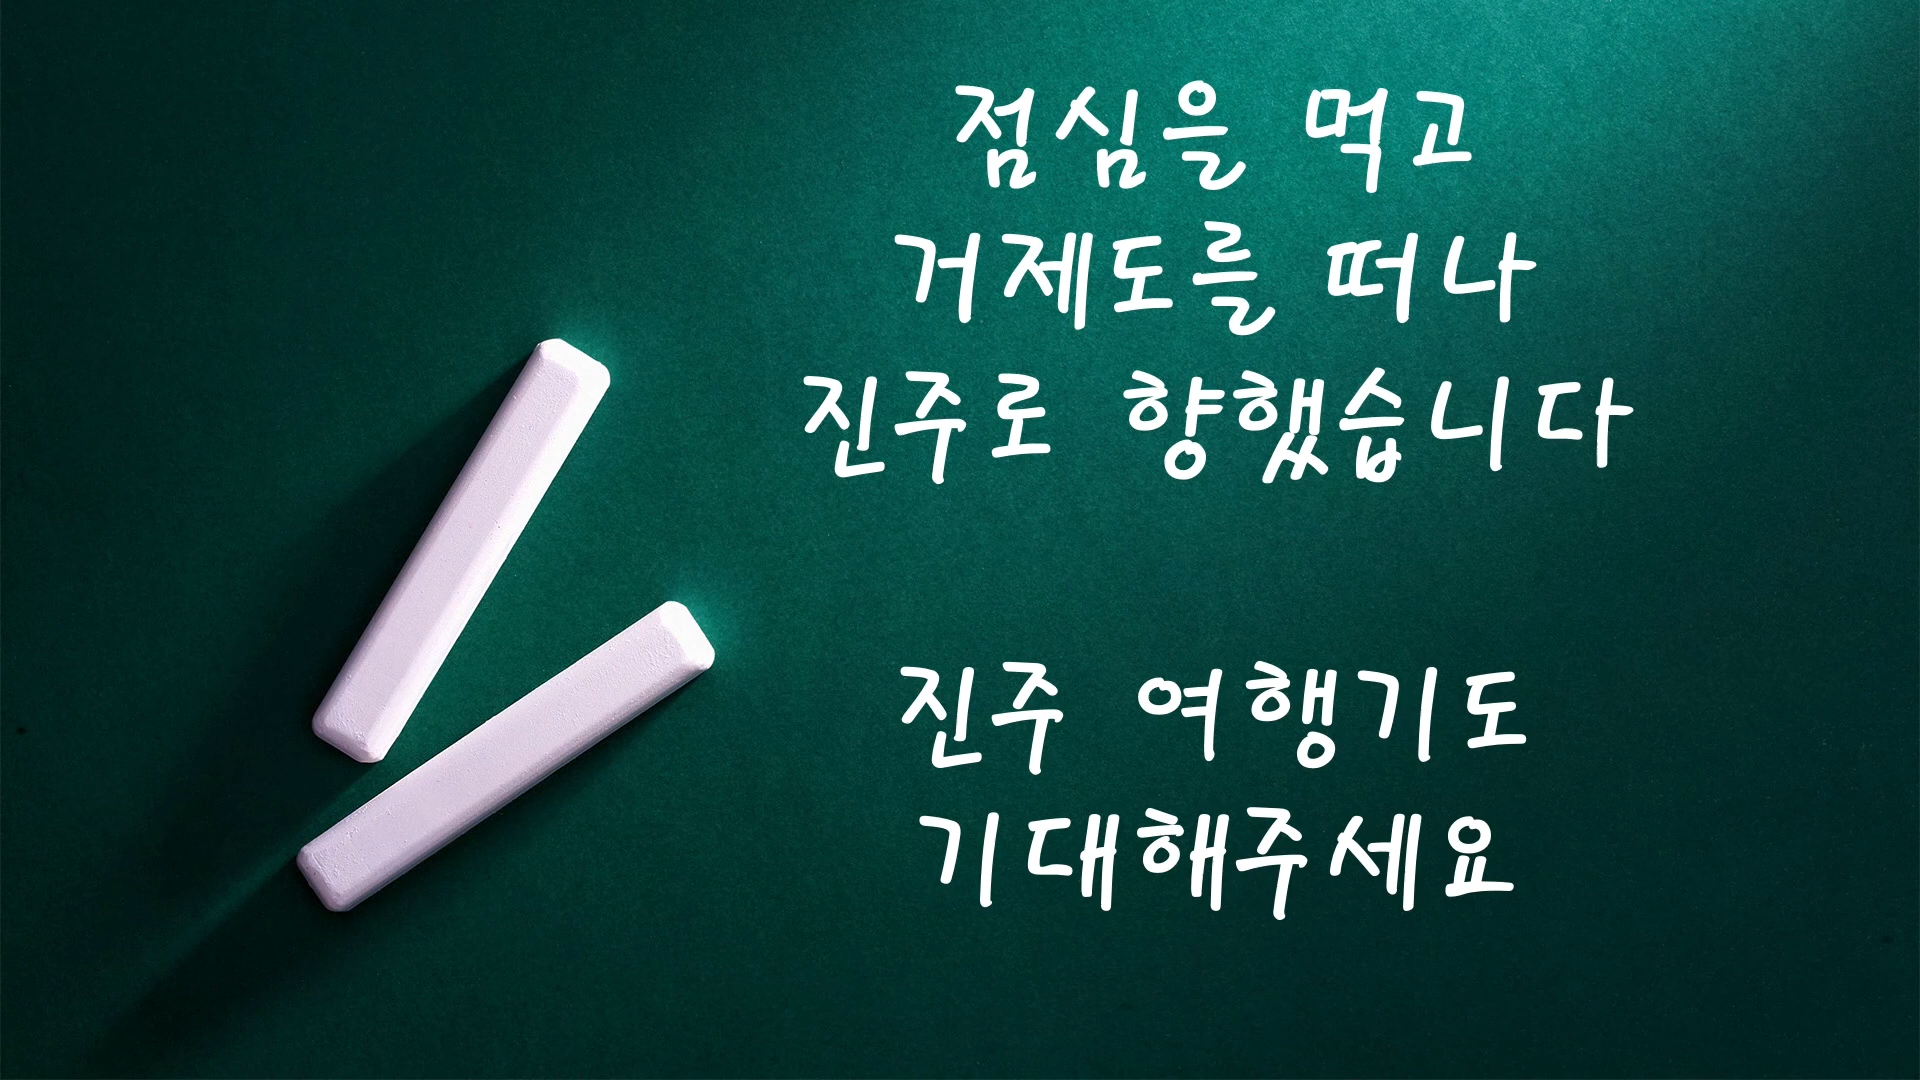 점심을 먹고
거제도를 떠나
진주로 향했습니다
진주 여행기도
기대해주세요